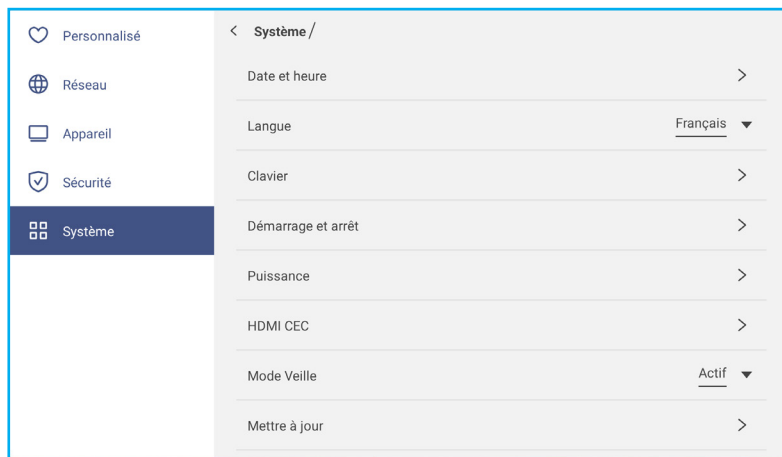 Personnalisé
Réseau
Appareil
Sécurité
Système
Système /
Date et heure
Langue Français
Clavier
Démarrage et arrêt
Puissance
HDMI CEC
Mode Veille Actif
Mettre à jour